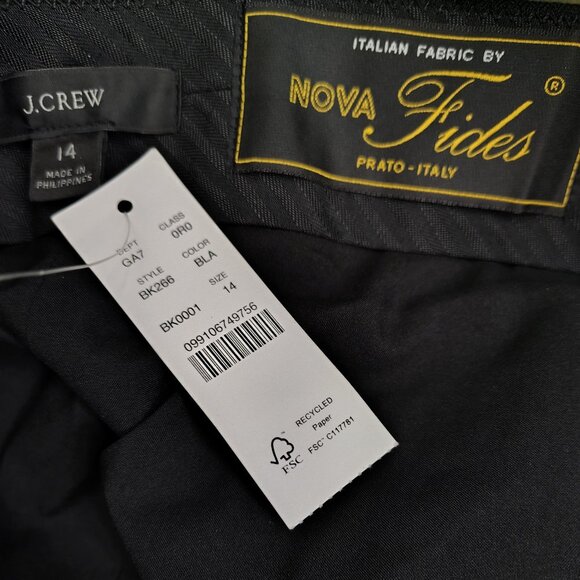 J.CREW
14
MADE IN
PHILIPPINES
ITALIAN FABRIC BY
NOVA Fides ®
PRATO-ITALY
DEPT CLASS
GA7 0R0
STYLE COLOR
BK266 BLA
SIZE
BK0001 14
099106749756
RECYCLED
Paper
FSC™ C117781
FSC